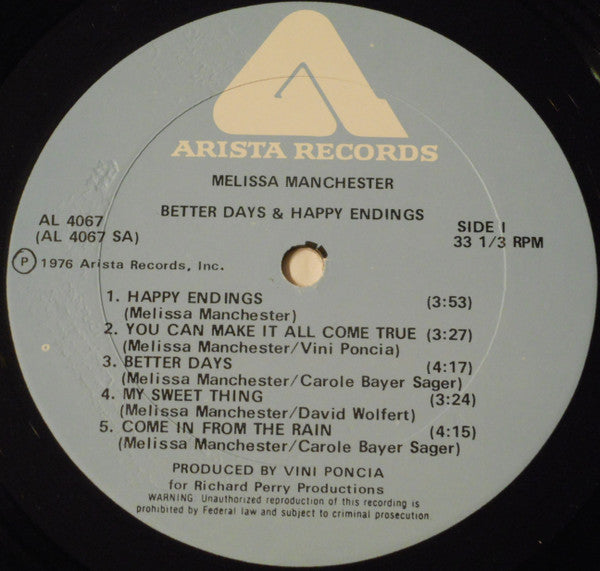 ARISTA RECORDS
MELISSA MANCHESTER
BETTER DAYS & HAPPY ENDINGS
AL 4067
(AL 4067 SA)
SIDE I
33 1/3 RPM
Ⓟ 1976 Arista Records, Inc.
1. HAPPY ENDINGS (3:53)
(Melissa Manchester)
2. YOU CAN MAKE IT ALL COME TRUE (3:27)
(Melissa Manchester/Vini Poncia)
3. BETTER DAYS (4:17)
(Melissa Manchester/Carole Bayer Sager)
4. MY SWEET THING (3:24)
(Melissa Manchester/David Wolfert)
5. COME IN FROM THE RAIN (4:15)
(Melissa Manchester/Carole Bayer Sager)
PRODUCED BY VINI PONCIA
for Richard Perry Productions
WARNING: Unauthorized reproduction of this recording is
prohibited by Federal law and subject to criminal prosecution.